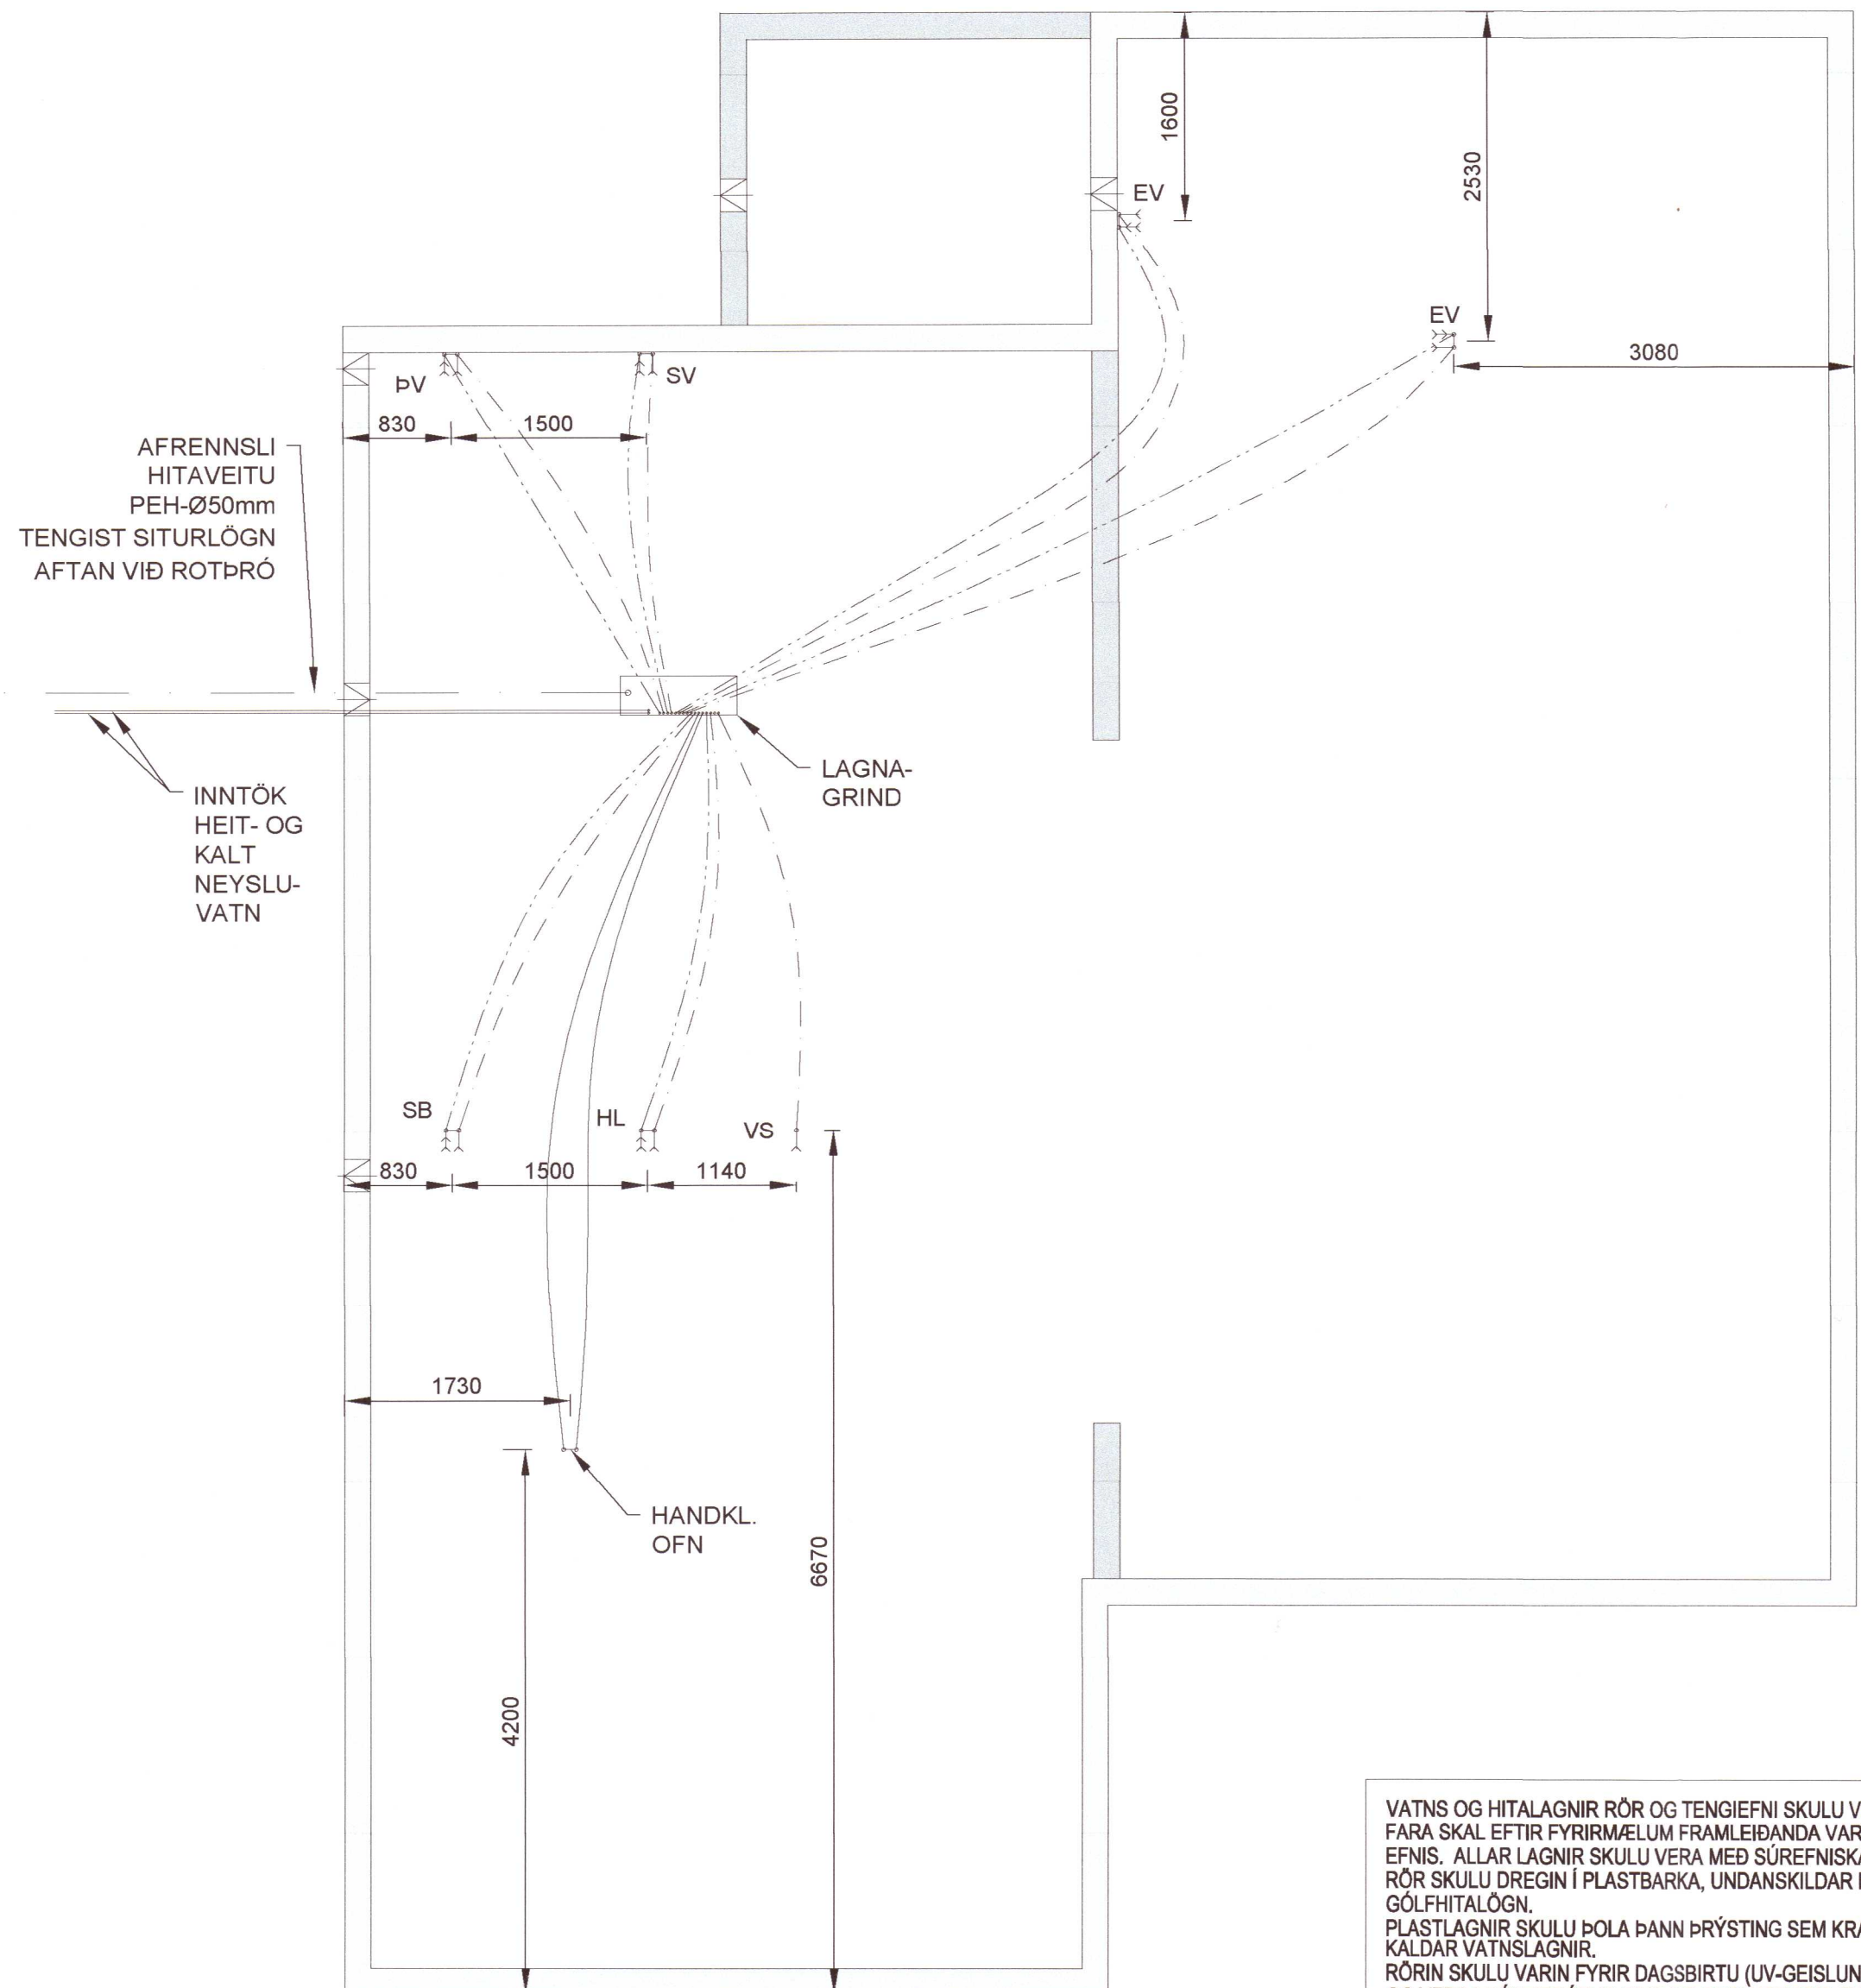 1600
2530
EV
EV
3080
ÞV
SV
830
1500
AFRENNSLI
HITAVEITU
PEH-Ø50mm
TENGIST SITURLÖGN
AFTAN VIÐ ROTÞRÓ
LAGNA-
GRIND
INNTÖK
HEIT- OG
KALT
NEYSLU-
VATN
SB
HL
VS
830
1500
1140
1730
HANDKL.
OFN
6670
4200
VATNS OG HITALAGNIR RÖR OG TENGIEFNI SKULU V
FARA SKAL EFTIR FYRIRMÆLUM FRAMLEIÐANDA VAR
EFNIS. ALLAR LAGNIR SKULU VERA MEÐ SÚREFNISKA
RÖR SKULU DREGIN Í PLASTBARKA, UNDANSKILDAR
GÓLFHITALÖGN.
PLASTLAGNIR SKULU ÞOLA ÞANN ÞRÝSTING SEM KRA
KALDAR VATNSLAGNIR.
RÖRIN SKULU VARIN FYRIR DAGSBIRTU (UV-GEISLUN